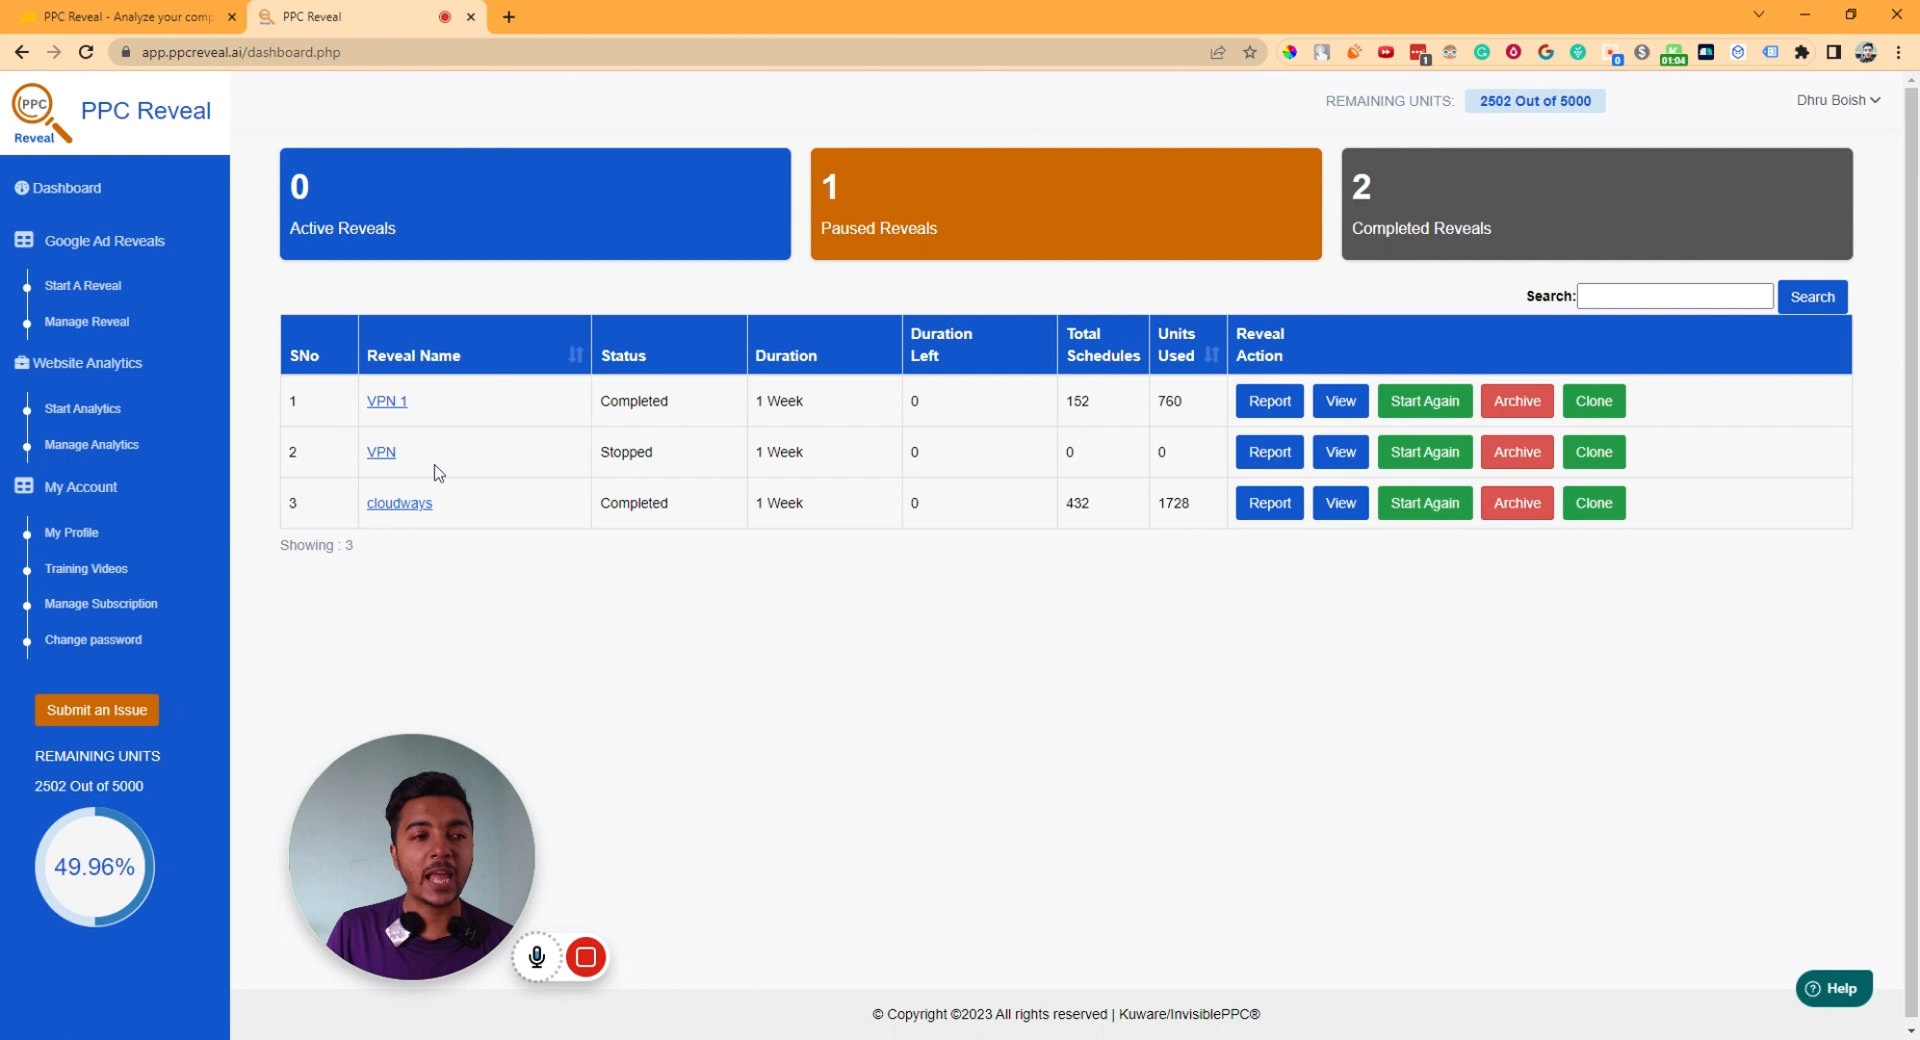 PPC Reveal - Analyze your comp
PPC Reveal
app.ppcreveal.ai/dashboard.php
1
0
01:04
PPC
Reveal
PPC Reveal
REMAINING UNITS: 2502 Out of 5000
Dhru Boish
Dashboard
Google Ad Reveals
Start A Reveal
Manage Reveal
Website Analytics
Start Analytics
Manage Analytics
My Account
My Profile
Training Videos
Manage Subscription
Change password
Submit an Issue
REMAINING UNITS
2502 Out of 5000
49.96%
0
Active Reveals
1
Paused Reveals
2
Completed Reveals
Search: Search
SNo Reveal Name Status Duration Duration Left Total Schedules Units Used Reveal Action
1 VPN 1 Completed 1 Week 0 152 760 Report View Start Again Archive Clone
2 VPN Stopped 1 Week 0 0 0 Report View Start Again Archive Clone
3 cloudways Completed 1 Week 0 432 1728 Report View Start Again Archive Clone
Showing : 3
Help
© Copyright ©2023 All rights reserved | Kuware/InvisiblePPC®